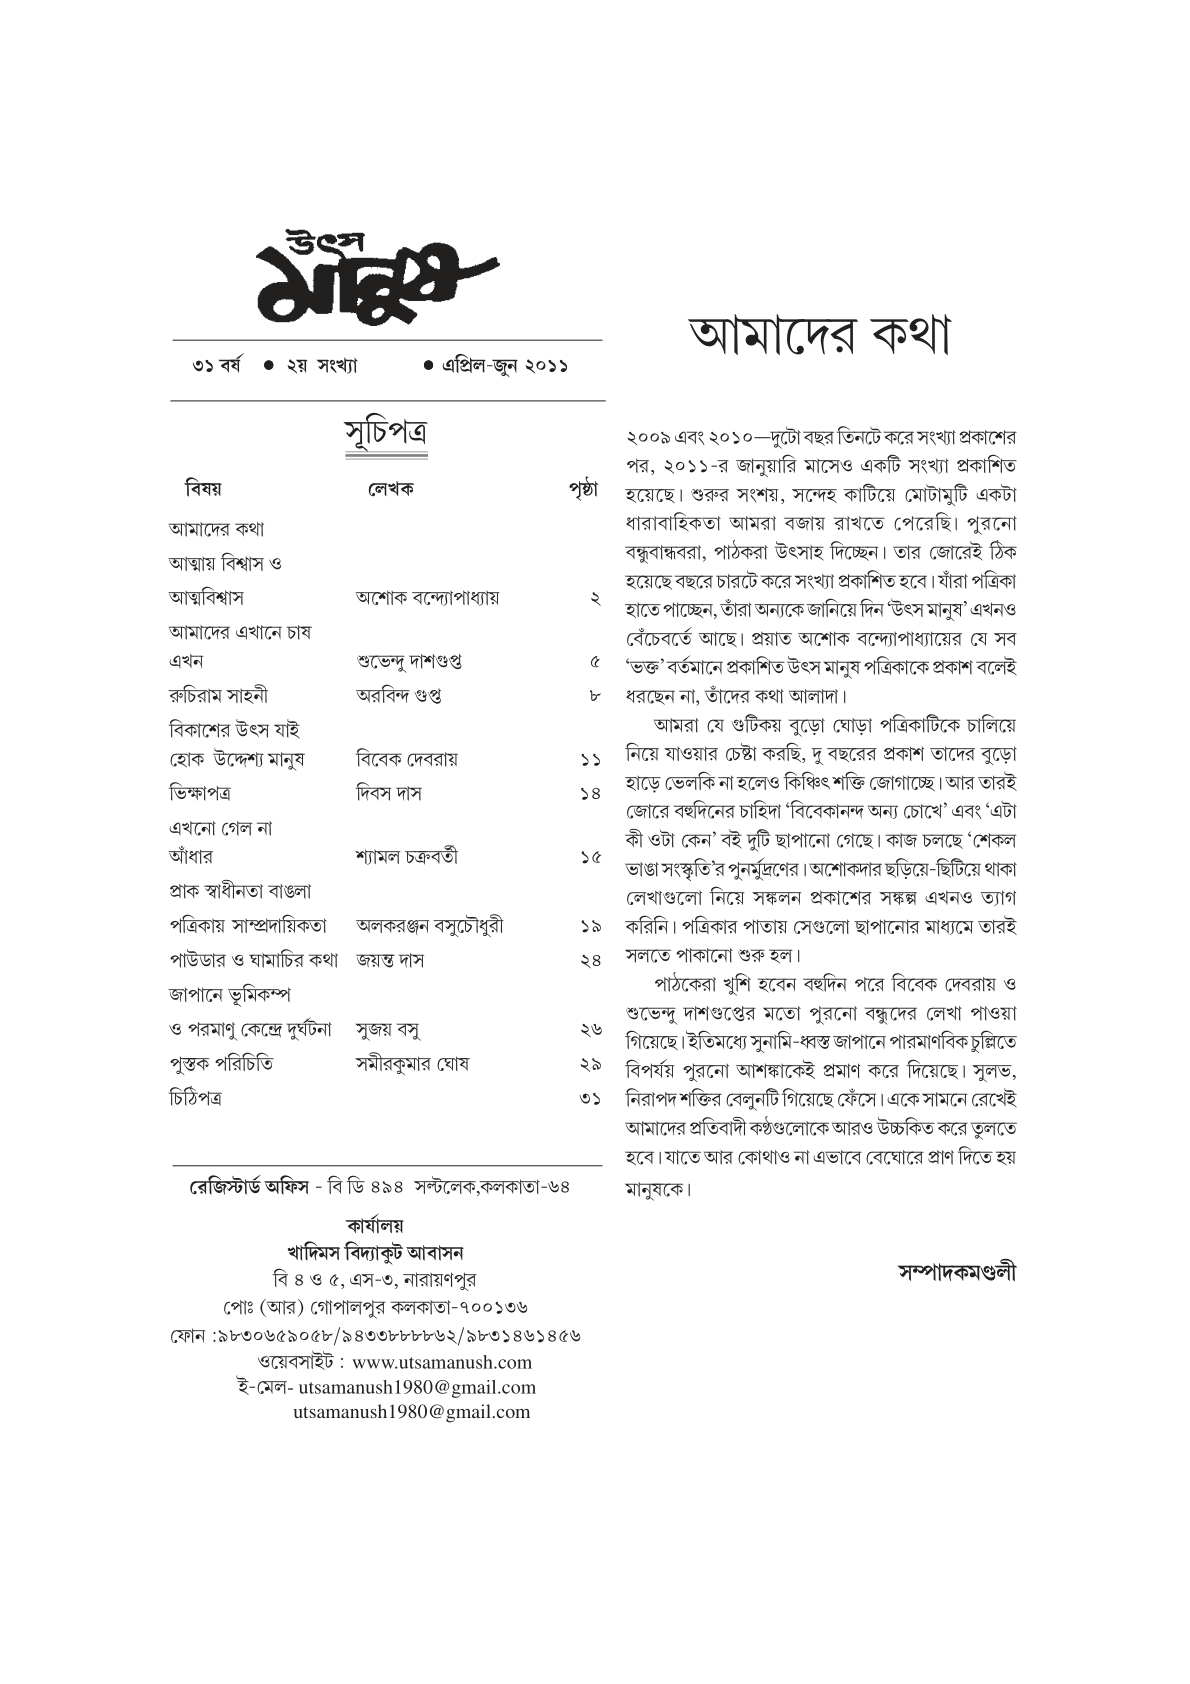 উৎস
মানুষ
৩১ বর্ষ ● ২য় সংখ্যা ● এপ্রিল-জুন ২০১১
সূচিপত্র
বিষয় লেখক পৃষ্ঠা
আমাদের কথা
আত্মায় বিশ্বাস ও
আত্মবিশ্বাস অশোক বন্দ্যোপাধ্যায় ২
আমাদের এখানে চাষ
এখন শুভেন্দু দাশগুপ্ত ৫
রুচিরাম সাহনী অরবিন্দ গুপ্ত ৮
বিকাশের উৎস যাই
হোক উদ্দেশ্য মানুষ বিবেক দেবরায় ১১
ভিক্ষাপত্র দিবস দাস ১৪
এখনো গেল না
আঁধার শ্যামল চক্রবর্তী ১৫
প্রাক স্বাধীনতা বাঙলা
পত্রিকায় সাম্প্রদায়িকতা অলকরঞ্জন বসুচৌধুরী ১৯
পাউডার ও ঘামাচির কথা জয়ন্ত দাস ২৪
জাপানে ভূমিকম্প
ও পরমাণু কেন্দ্রে দুর্ঘটনা সুজয় বসু ২৬
পুস্তক পরিচিতি সমীরকুমার ঘোষ ২৯
চিঠিপত্র ৩১
রেজিস্টার্ড অফিস - বি ডি ৪৯৪ সল্টলেক,কলকাতা-৬৪
কার্যালয়
খাদিমস বিদ্যাকুট আবাসন
বি ৪ ও ৫, এস-৩, নারায়ণপুর
পোঃ (আর) গোপালপুর কলকাতা-৭০০১৩৬
ফোন :৯৮৩০৬৫৯০৫৮/৯৪৩৩৮৮৮৮৬২/৯৮৩১৪৬১৪৫৬
ওয়েবসাইট : www.utsamanush.com
ই-মেল- utsamanush1980@gmail.com
utsamanush1980@gmail.com
আমাদের কথা
২০০৯ এবং ২০১০—দুটো বছর তিনটে করে সংখ্যা প্রকাশের
পর, ২০১১-র জানুয়ারি মাসেও একটি সংখ্যা প্রকাশিত
হয়েছে। শুরুর সংশয়, সন্দেহ কাটিয়ে মোটামুটি একটা
ধারাবাহিকতা আমরা বজায় রাখতে পেরেছি। পুরনো
বন্ধুবান্ধবরা, পাঠকরা উৎসাহ দিচ্ছেন। তার জোরেই ঠিক
হয়েছে বছরে চারটে করে সংখ্যা প্রকাশিত হবে। যাঁরা পত্রিকা
হাতে পাচ্ছেন, তাঁরা অন্যকে জানিয়ে দিন ‘উৎস মানুষ’ এখনও
বেঁচেবর্তে আছে। প্রয়াত অশোক বন্দ্যোপাধ্যায়ের যে সব
‘ভক্ত’ বর্তমানে প্রকাশিত উৎস মানুষ পত্রিকাকে প্রকাশ বলেই
ধরছেন না, তাঁদের কথা আলাদা।
আমরা যে গুটিকয় বুড়ো ঘোড়া পত্রিকাটিকে চালিয়ে
নিয়ে যাওয়ার চেষ্টা করছি, দু বছরের প্রকাশ তাদের বুড়ো
হাড়ে ভেলকি না হলেও কিঞ্চিৎ শক্তি জোগাচ্ছে। আর তারই
জোরে বহুদিনের চাহিদা ‘বিবেকানন্দ অন্য চোখে’ এবং ‘এটা
কী ওটা কেন’ বই দুটি ছাপানো গেছে। কাজ চলছে ‘শেকল
ভাঙা সংস্কৃতি’র পুনর্মুদ্রণের। অশোকদার ছড়িয়ে-ছিটিয়ে থাকা
লেখাগুলো নিয়ে সঙ্কলন প্রকাশের সঙ্কল্প এখনও ত্যাগ
করিনি। পত্রিকার পাতায় সেগুলো ছাপানোর মাধ্যমে তারই
সলতে পাকানো শুরু হল।
পাঠকেরা খুশি হবেন বহুদিন পরে বিবেক দেবরায় ও
শুভেন্দু দাশগুপ্তের মতো পুরনো বন্ধুদের লেখা পাওয়া
গিয়েছে। ইতিমধ্যে সুনামি-ধ্বস্ত জাপানে পারমাণবিক চুল্লিতে
বিপর্যয় পুরনো আশঙ্কাকেই প্রমাণ করে দিয়েছে। সুলভ,
নিরাপদ শক্তির বেলুনটি গিয়েছে ফেঁসে। একে সামনে রেখেই
আমাদের প্রতিবাদী কণ্ঠগুলোকে আরও উচ্চকিত করে তুলতে
হবে। যাতে আর কোথাও না এভাবে বেঘোরে প্রাণ দিতে হয়
মানুষকে।
সম্পাদকমণ্ডলী